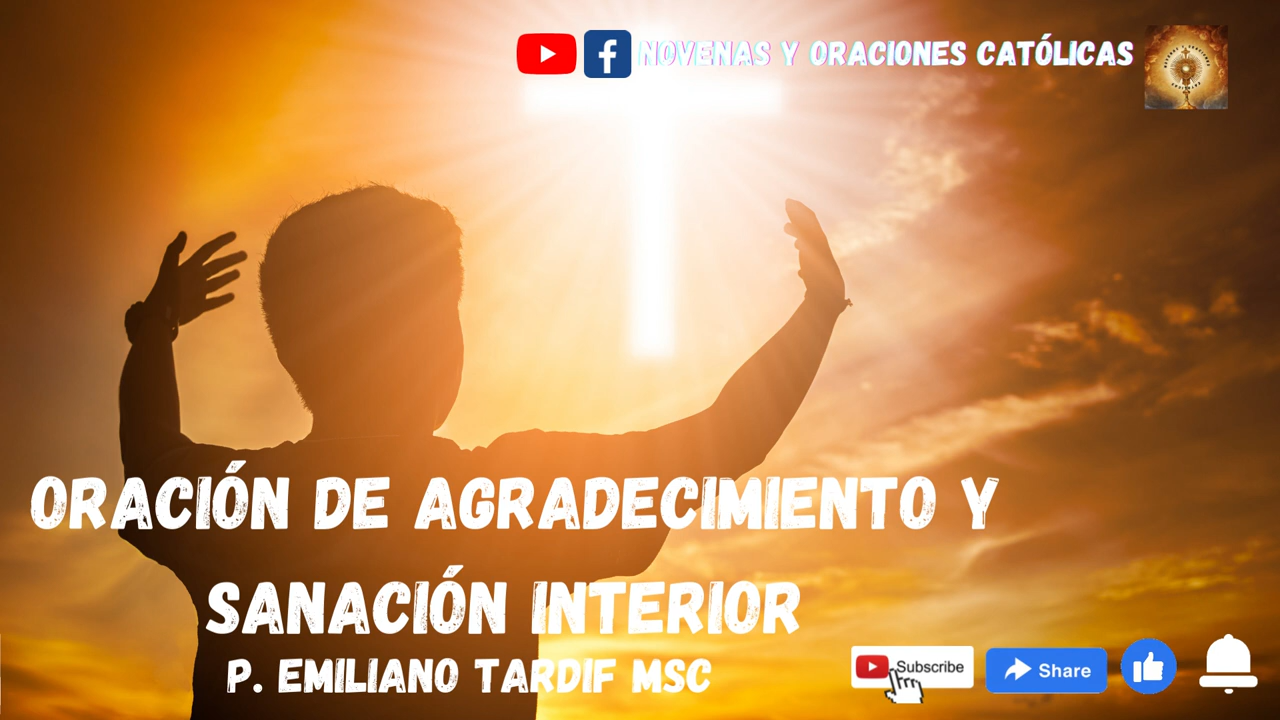 NOVENAS Y ORACIONES CATÓLICAS
ORACIÓN DE AGRADECIMIENTO Y
SANACIÓN INTERIOR
P. EMILIANO TARDIF MSC
Subscribe
Share